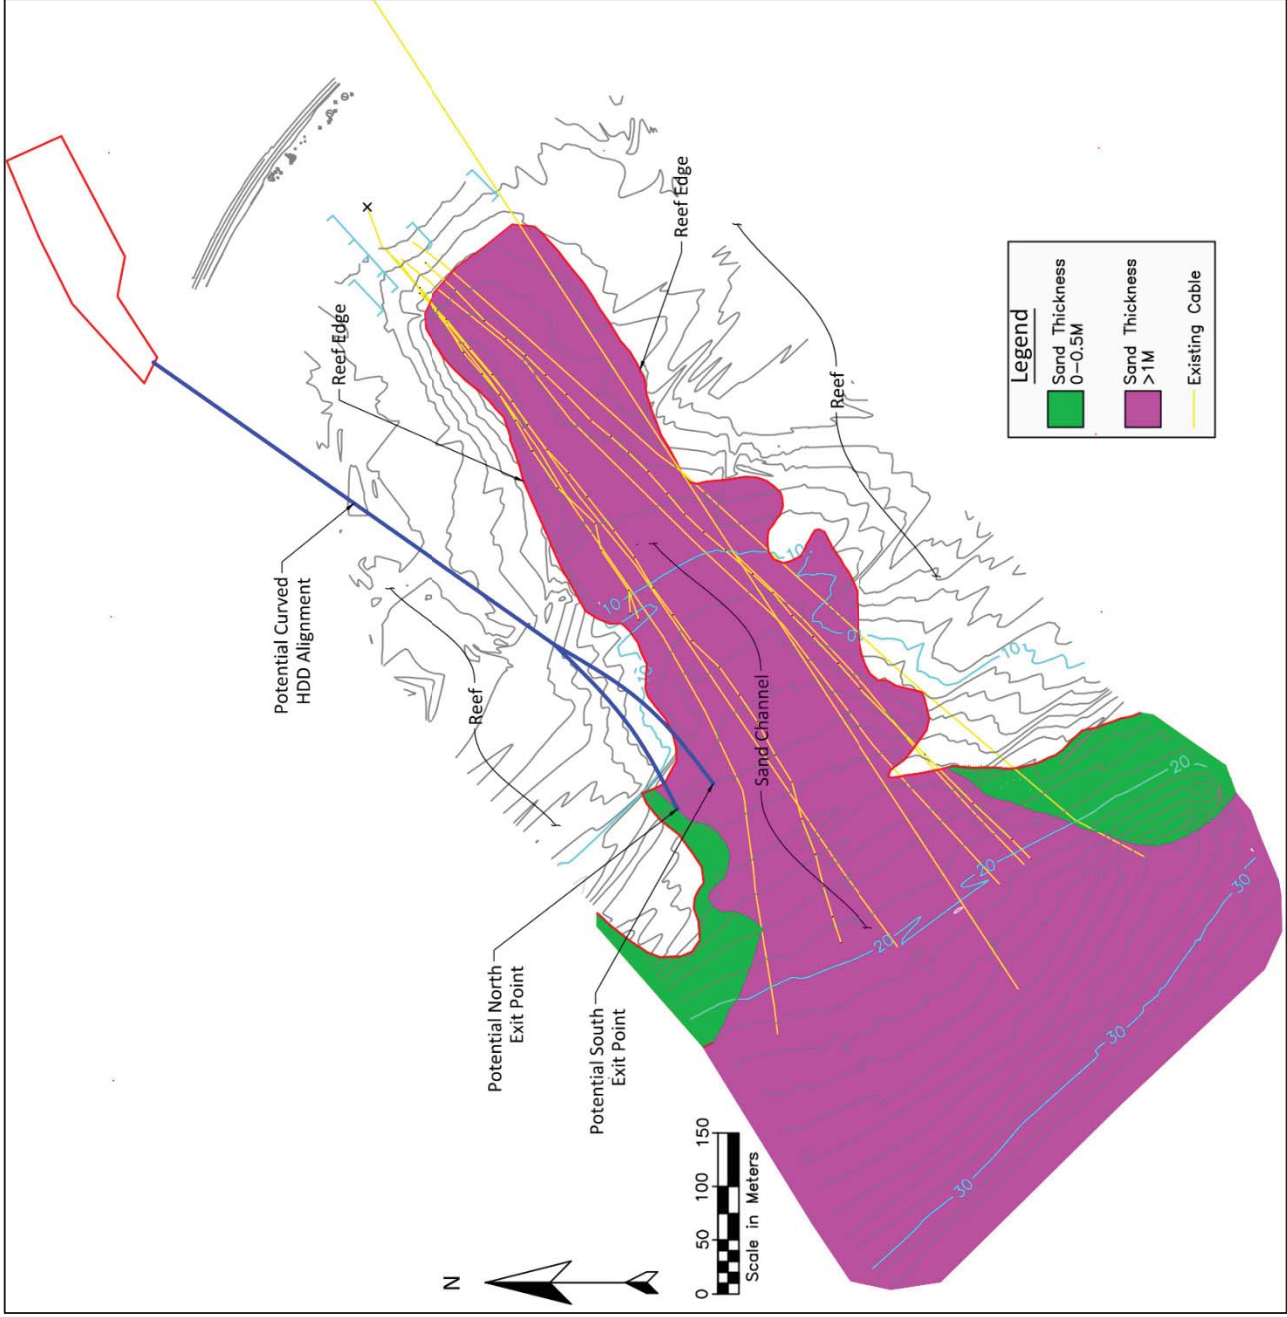 Reef Edge
Reef Edge
Potential Curved
HDD Alignment
Reef
Reef
10
10
10
0
10
Sand Channel
Legend
Sand Thickness
0-0.5M
Sand Thickness
>1M
Existing Cable
20
20
20
30
30
30
Potential North
Exit Point
Potential South
Exit Point
N
0 50 100 150
Scale in Meters